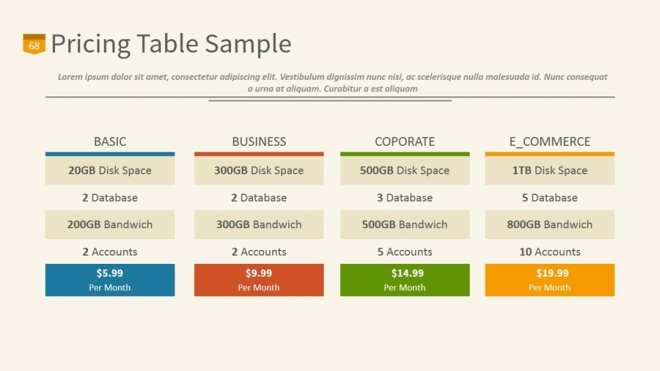 68
Pricing Table Sample
Lorem ipsum dolor sit amet, consectetur adipiscing elit. Vestibulum dignissim nunc nisi, ac scelerisque nulla malesuada id. Nunc consequat
a urna at aliquam. Curabitur a est aliquam
BASIC
20GB Disk Space
2 Database
200GB Bandwich
2 Accounts
$5.99
Per Month
BUSINESS
300GB Disk Space
2 Database
300GB Bandwich
2 Accounts
$9.99
Per Month
COPORATE
500GB Disk Space
3 Database
500GB Bandwich
5 Accounts
$14.99
Per Month
E_COMMERCE
1TB Disk Space
5 Database
800GB Bandwich
10 Accounts
$19.99
Per Month